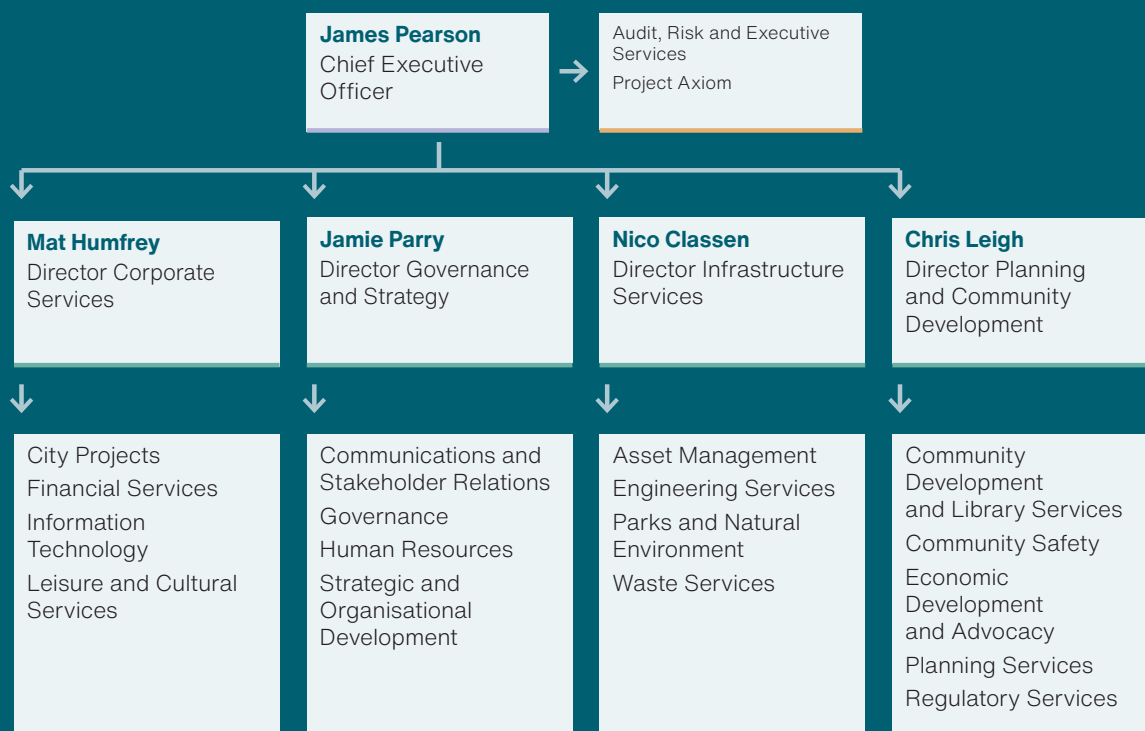 James Pearson
Chief Executive
Officer
Audit, Risk and Executive
Services
Project Axiom
Mat Humfrey
Director Corporate
Services
Jamie Parry
Director Governance
and Strategy
Nico Classen
Director Infrastructure
Services
Chris Leigh
Director Planning
and Community
Development
City Projects
Financial Services
Information
Technology
Leisure and Cultural
Services
Communications and
Stakeholder Relations
Governance
Human Resources
Strategic and
Organisational
Development
Asset Management
Engineering Services
Parks and Natural
Environment
Waste Services
Community
Development
and Library Services
Community Safety
Economic
Development
and Advocacy
Planning Services
Regulatory Services